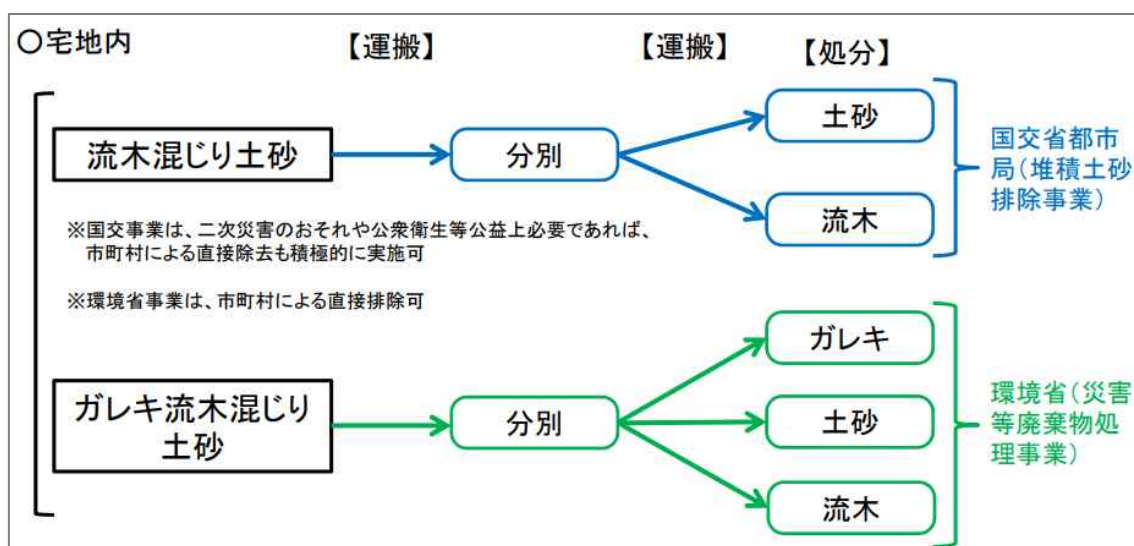 〇宅地内
【運搬】
【運搬】
【処分】
流木混じり土砂
分別
土砂
流木
国交省都市
局(堆積土砂
排除事業)
※国交事業は、二次災害のおそれや公衆衛生等公益上必要であれば、
市町村による直接除去も積極的に実施可
※環境省事業は、市町村による直接排除可
ガレキ流木混じり
土砂
分別
ガレキ
土砂
流木
環境省(災害
等廃棄物処
理事業)